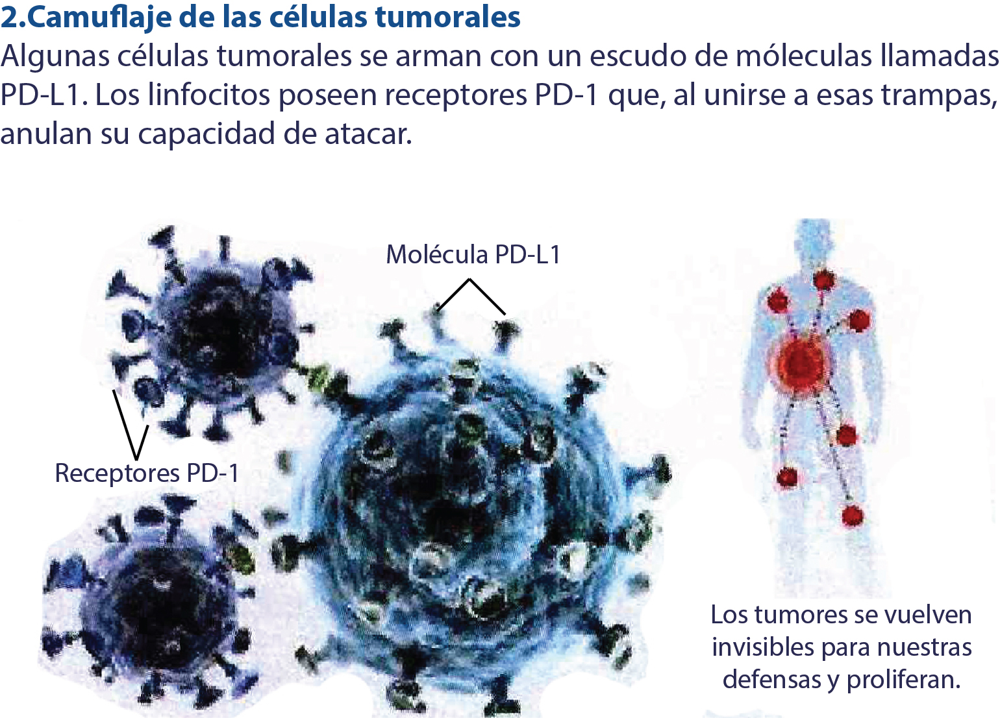 2.Camuflaje de las células tumorales
Algunas células tumorales se arman con un escudo de móleculas llamadas
PD-L1. Los linfocitos poseen receptores PD-1 que, al unirse a esas trampas,
anulan su capacidad de atacar.
Molécula PD-L1
Receptores PD-1
Los tumores se vuelven
invisibles para nuestras
defensas y proliferan.